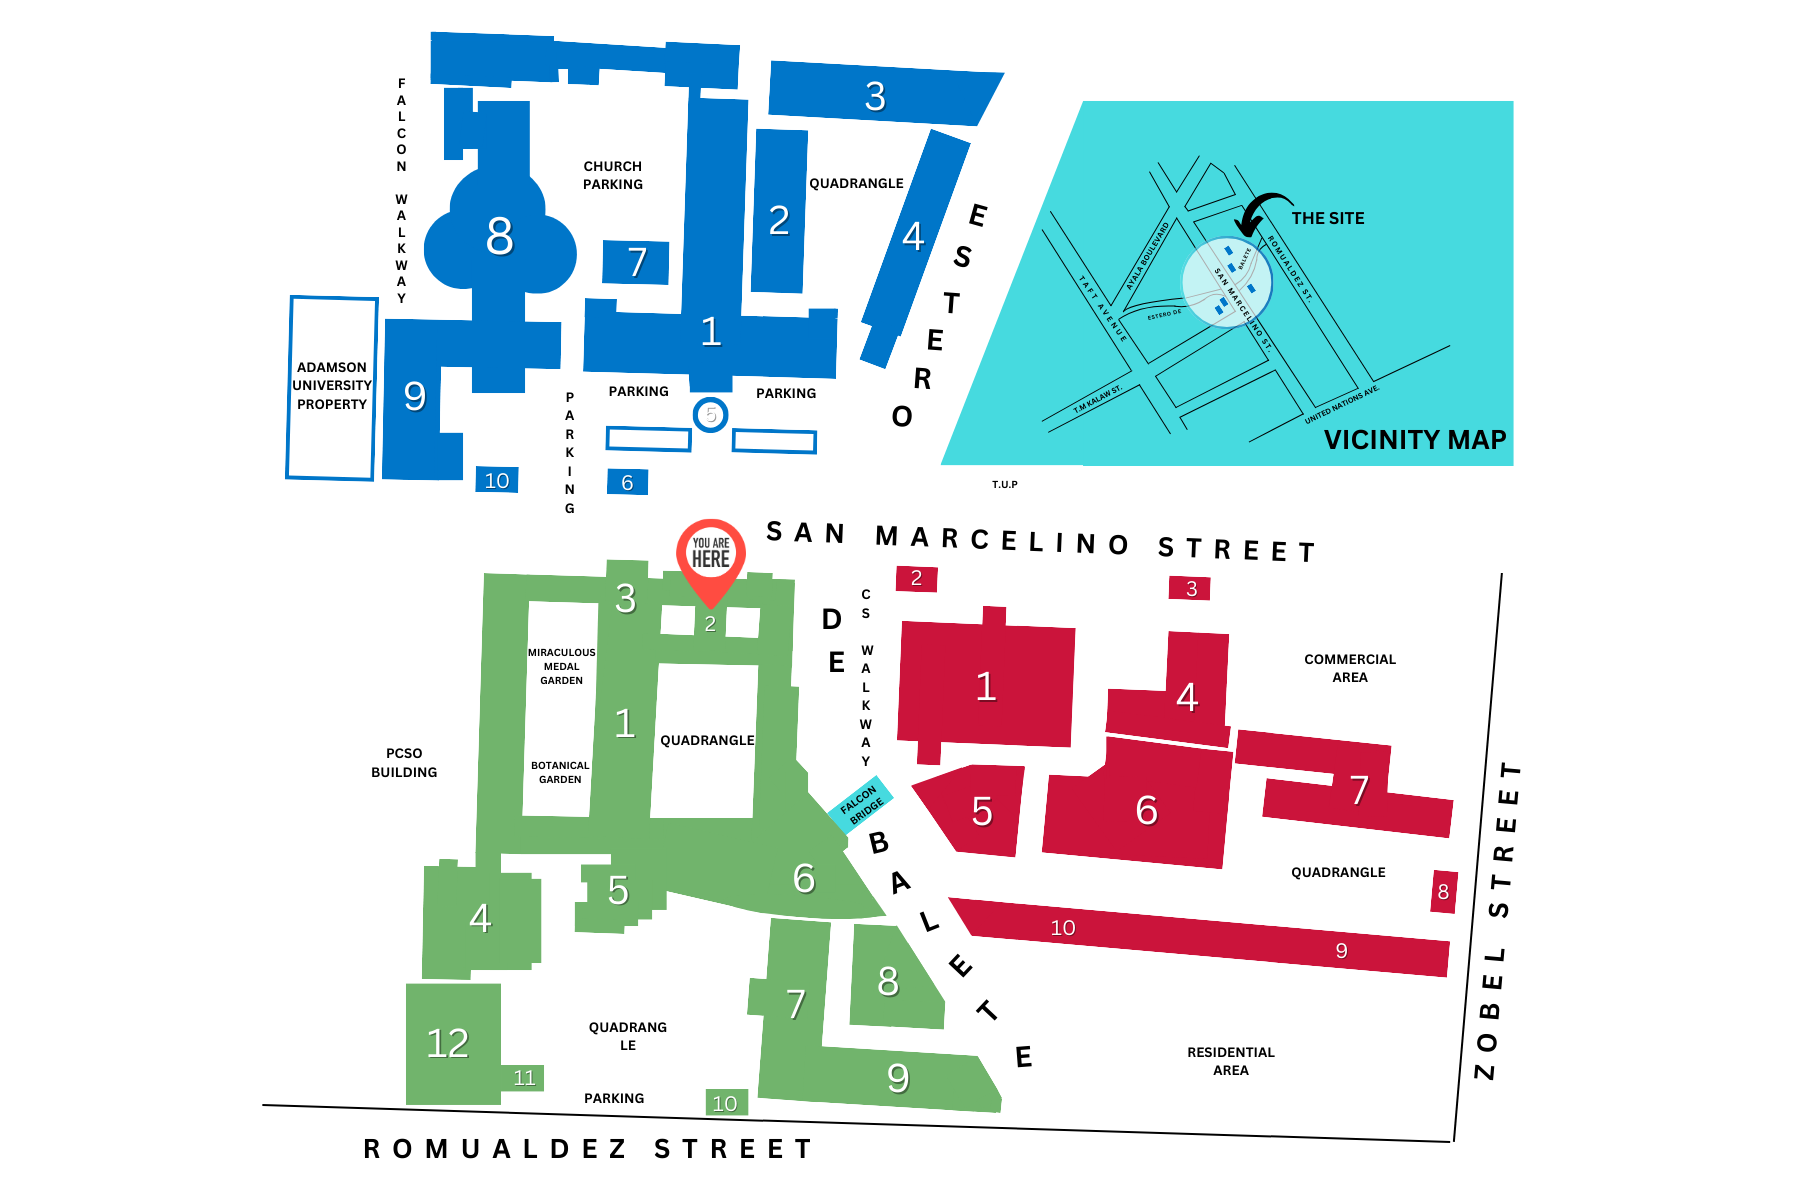 FALCON WALKWAY
CHURCH
PARKING
3
QUADRANGLE
8
7
2
4
1
ADAMSON
UNIVERSITY
PROPERTY
9
PARKING
PARKING
PARKING
5
10
6
ESTERO
THE SITE
AYALA BOULEVARD
TAFT AVENUE
ESTERO DE
BALETE
SAN MARCELINO ST.
ROMUALDEZ ST.
T.M KALAW ST.
UNITED NATIONS AVE.
VICINITY MAP
T.U.P
SAN MARCELINO STREET
YOU ARE
HERE
3
2
MIRACULOUS
MEDAL
GARDEN
1
QUADRANGLE
BOTANICAL
GARDEN
PCSO
BUILDING
DE
CS WALKWAY
FALCON
BRIDGE
BALETE
2
3
1
4
COMMERCIAL
AREA
5
6
7
QUADRANGLE
8
10
9
ZOBEL STREET
4
5
6
7
8
12
QUADRANG
LE
11
PARKING
10
9
RESIDENTIAL
AREA
ROMUALDEZ STREET